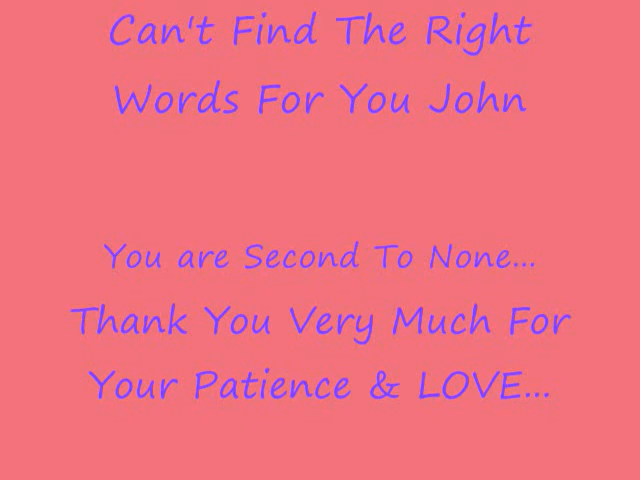 Can't Find The Right
Words For You John
You are Second To None...
Thank You Very Much For
Your Patience & LOVE...